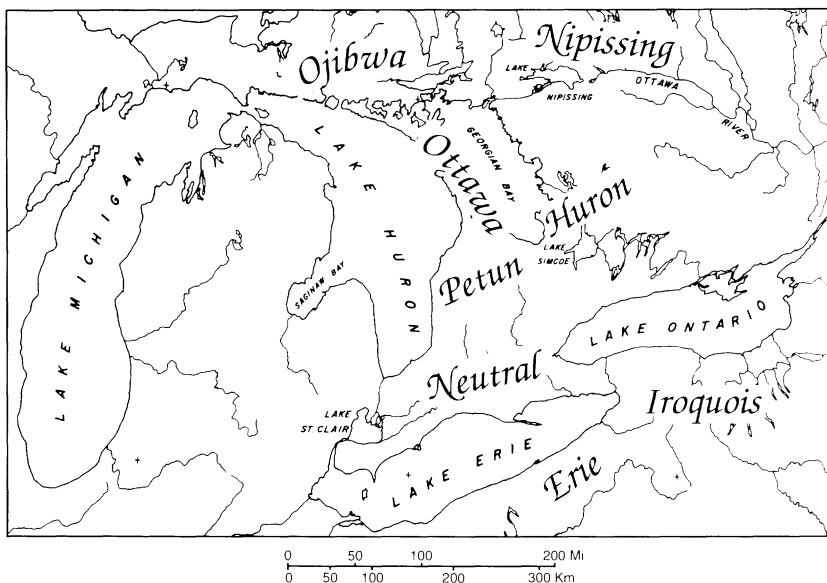 Ojibwa
Nipissing
LAKE
NIPISSING
OTTAWA
RIVER
LAKE MICHIGAN
LAKE HURON
Ottawa
GEORGIAN BAY
Huron
LAKE
SIMCOE
SAGINAW BAY
Petun
LAKE ONTARIO
Neutral
Iroquois
LAKE
ST. CLAIR
LAKE ERIE
Erie
0 50 100 200 Mi
0 50 100 200 300 Km